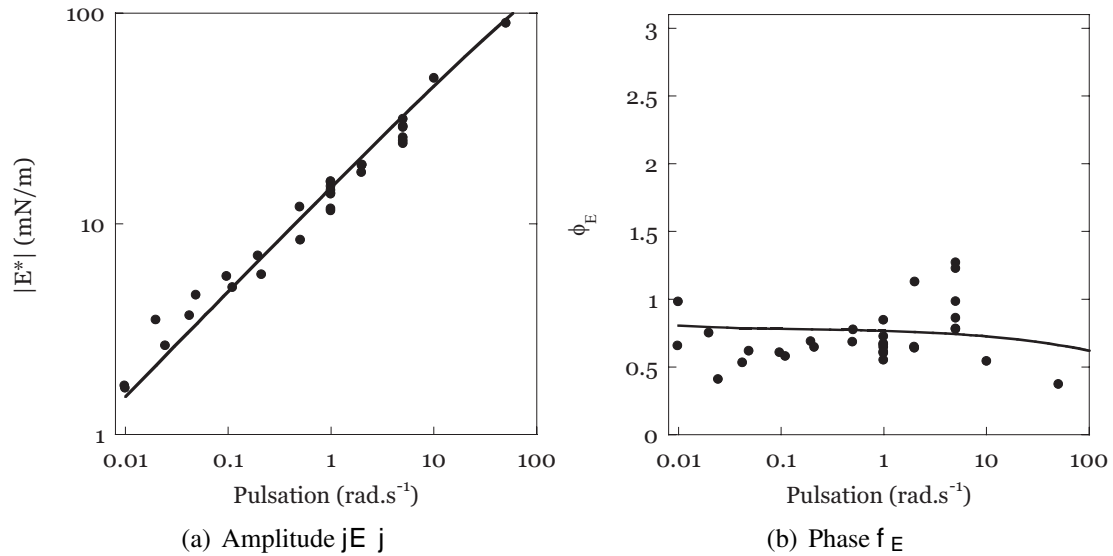 100
10
1
|E*| (mN/m)
0.01 0.1 1 10 100
Pulsation (rad.s⁻¹)
(a) Amplitude jE j
3
2.5
2
1.5
1
0.5
0
ϕ_E
0.01 0.1 1 10 100
Pulsation (rad.s⁻¹)
(b) Phase f E